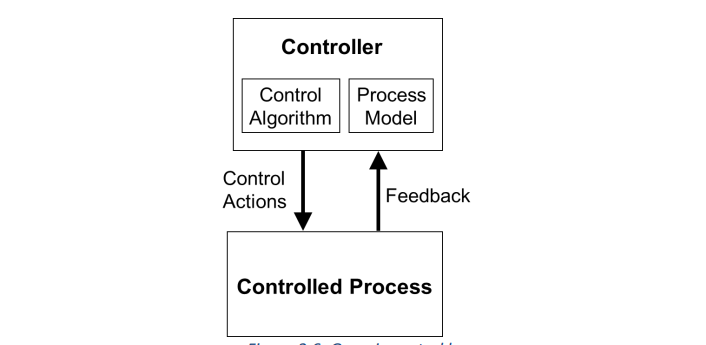 Controller
Control
Algorithm
Process
Model
Control
Actions
Feedback
Controlled Process